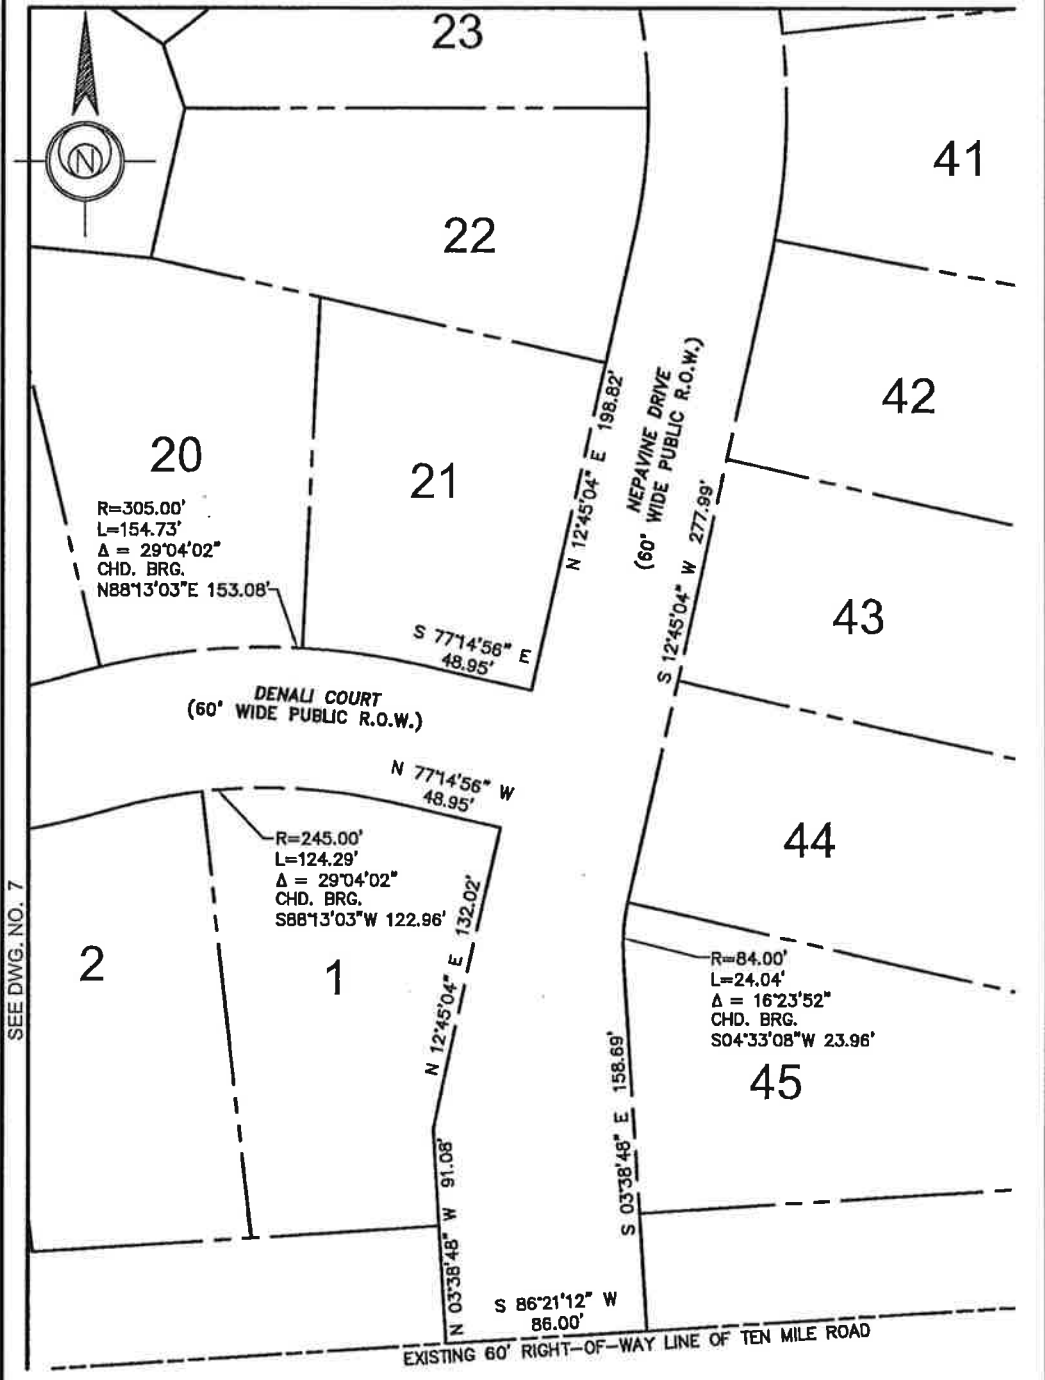 23
N
41
22
42
NEPAVINE DRIVE
(60' WIDE PUBLIC R.O.W.)
N 12°45'04" E 198.82'
20
21
R=305.00'
L=154.73'
Δ = 29°04'02"
CHD. BRG.
N88°13'03"E 153.08'
S 12°45'04" W 277.99'
43
S 77°14'56" E
48.95'
DENALI COURT
(60' WIDE PUBLIC R.O.W.)
N 77°14'56" W
48.95'
44
R=245.00'
L=124.29'
Δ = 29°04'02"
CHD. BRG.
S88°13'03"W 122.96'
SEE DWG. NO. 7
2
1
N 12°45'04" E 132.02'
R=84.00'
L=24.04'
Δ = 16°23'52"
CHD. BRG.
S04°33'08"W 23.96'
45
S 03°38'48" E 158.69'
N 03°38'48" W 91.08'
S 86°21'12" W
86.00'
EXISTING 60' RIGHT-OF-WAY LINE OF TEN MILE ROAD